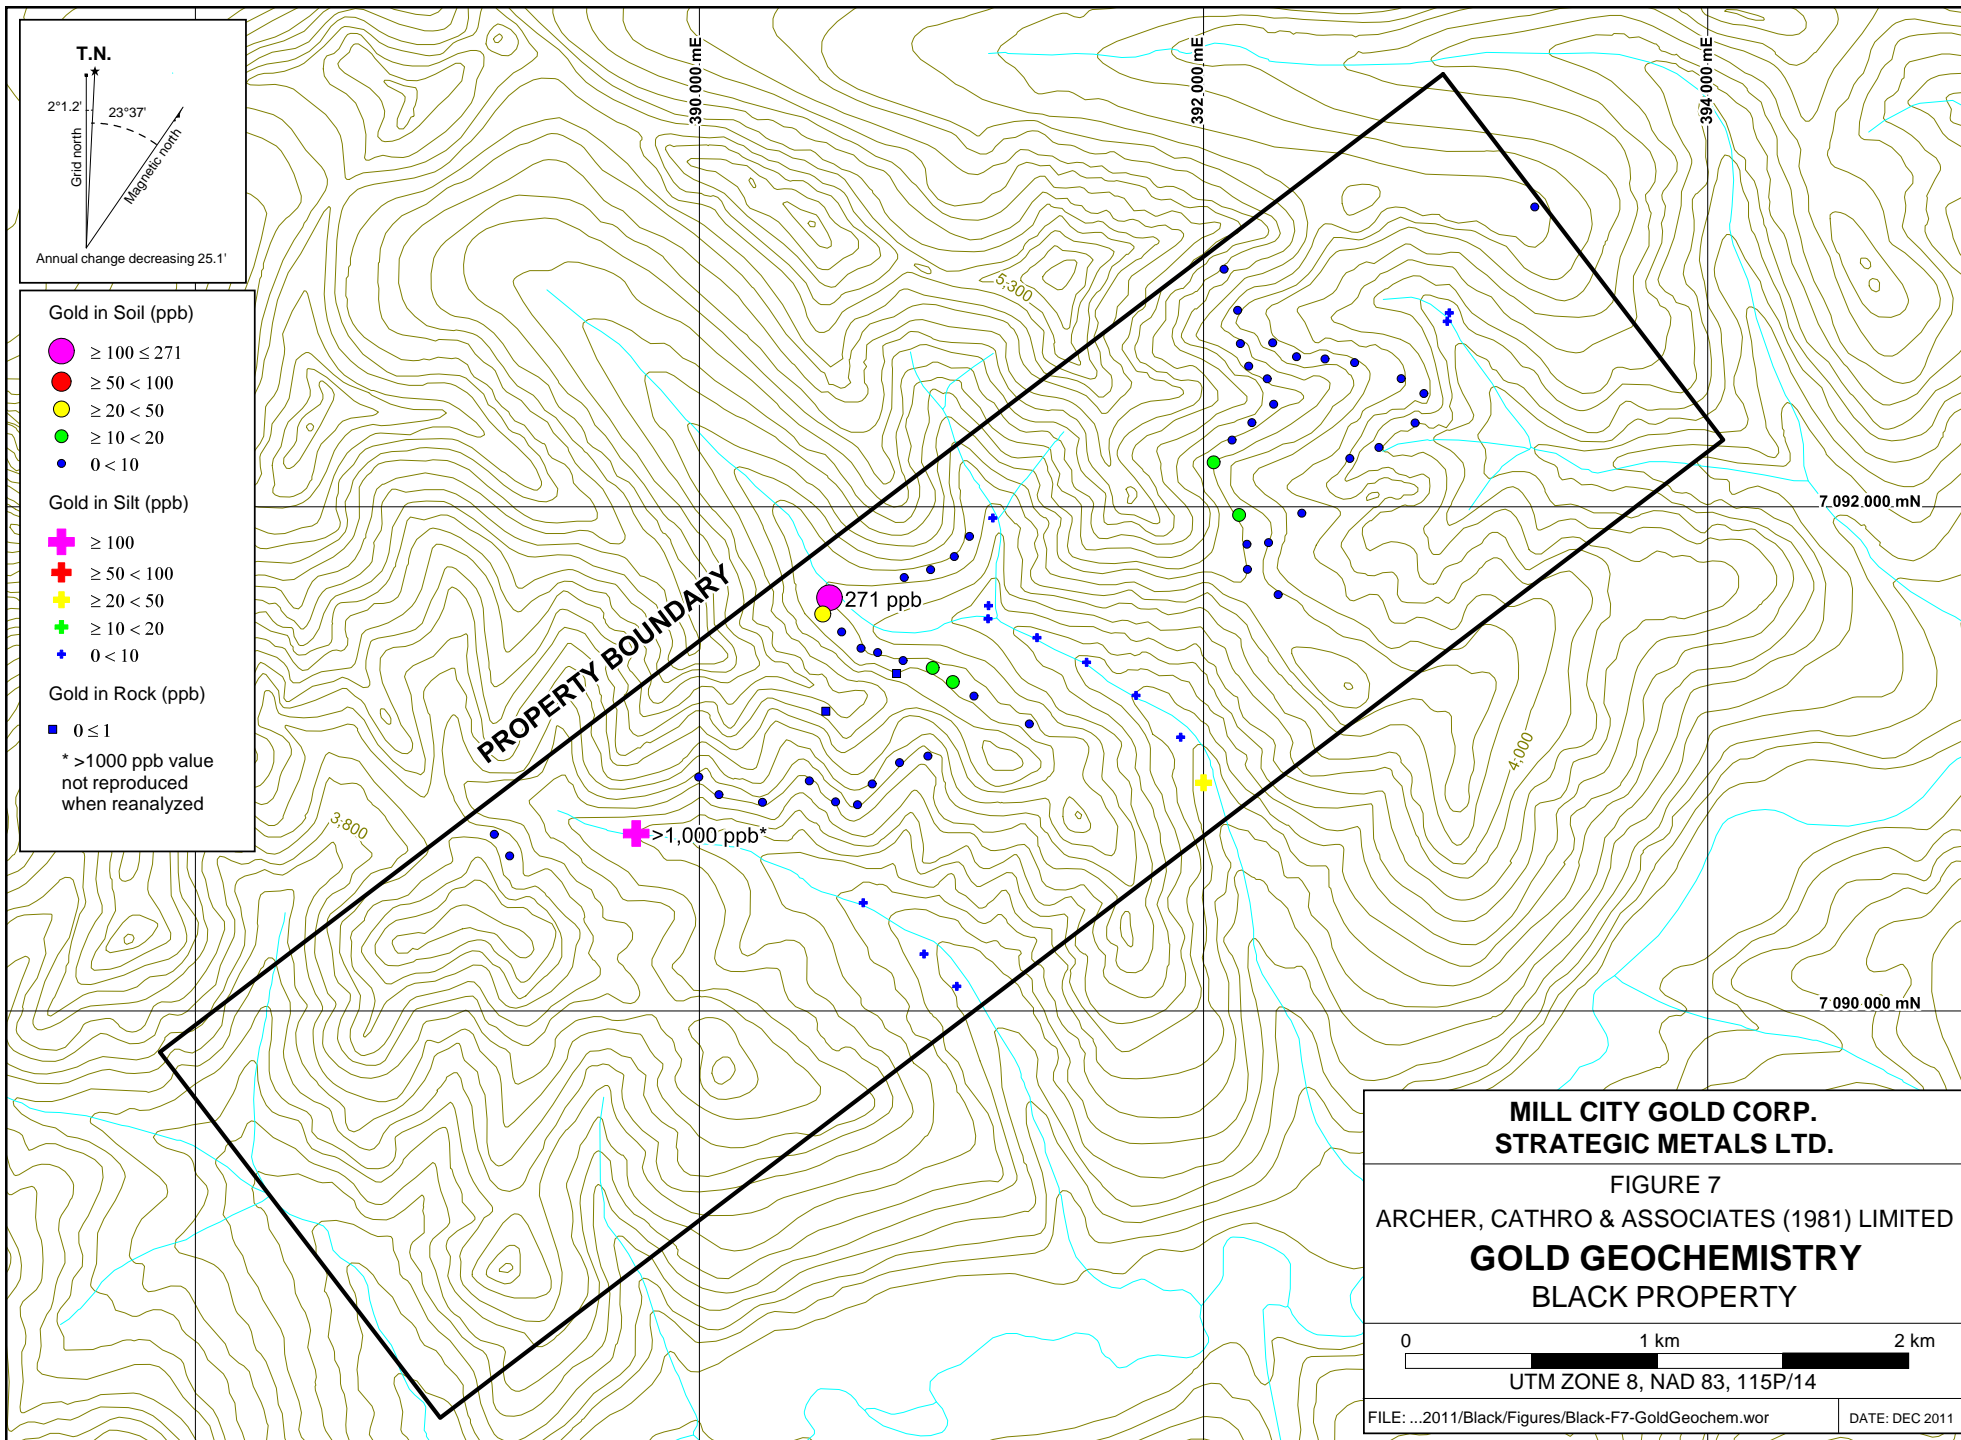 T.N.
2°1.2'
23°37'
Grid north
Magnetic north
Annual change decreasing 25.1'
Gold in Soil (ppb)
≥ 100 ≤ 271
≥ 50 < 100
≥ 20 < 50
≥ 10 < 20
0 < 10
Gold in Silt (ppb)
≥ 100
≥ 50 < 100
≥ 20 < 50
≥ 10 < 20
0 < 10
Gold in Rock (ppb)
0 ≤ 1
* >1000 ppb value
not reproduced
when reanalyzed
390 000 mE
392 000 mE
394 000 mE
5,300
7 092 000 mN
PROPERTY BOUNDARY
271 ppb
4,000
3,800
>1,000 ppb*
7 090 000 mN
MILL CITY GOLD CORP.
STRATEGIC METALS LTD.
FIGURE 7
ARCHER, CATHRO & ASSOCIATES (1981) LIMITED
GOLD GEOCHEMISTRY
BLACK PROPERTY
0 1 km 2 km
UTM ZONE 8, NAD 83, 115P/14
FILE: ...2011/Black/Figures/Black-F7-GoldGeochem.wor
DATE: DEC 2011